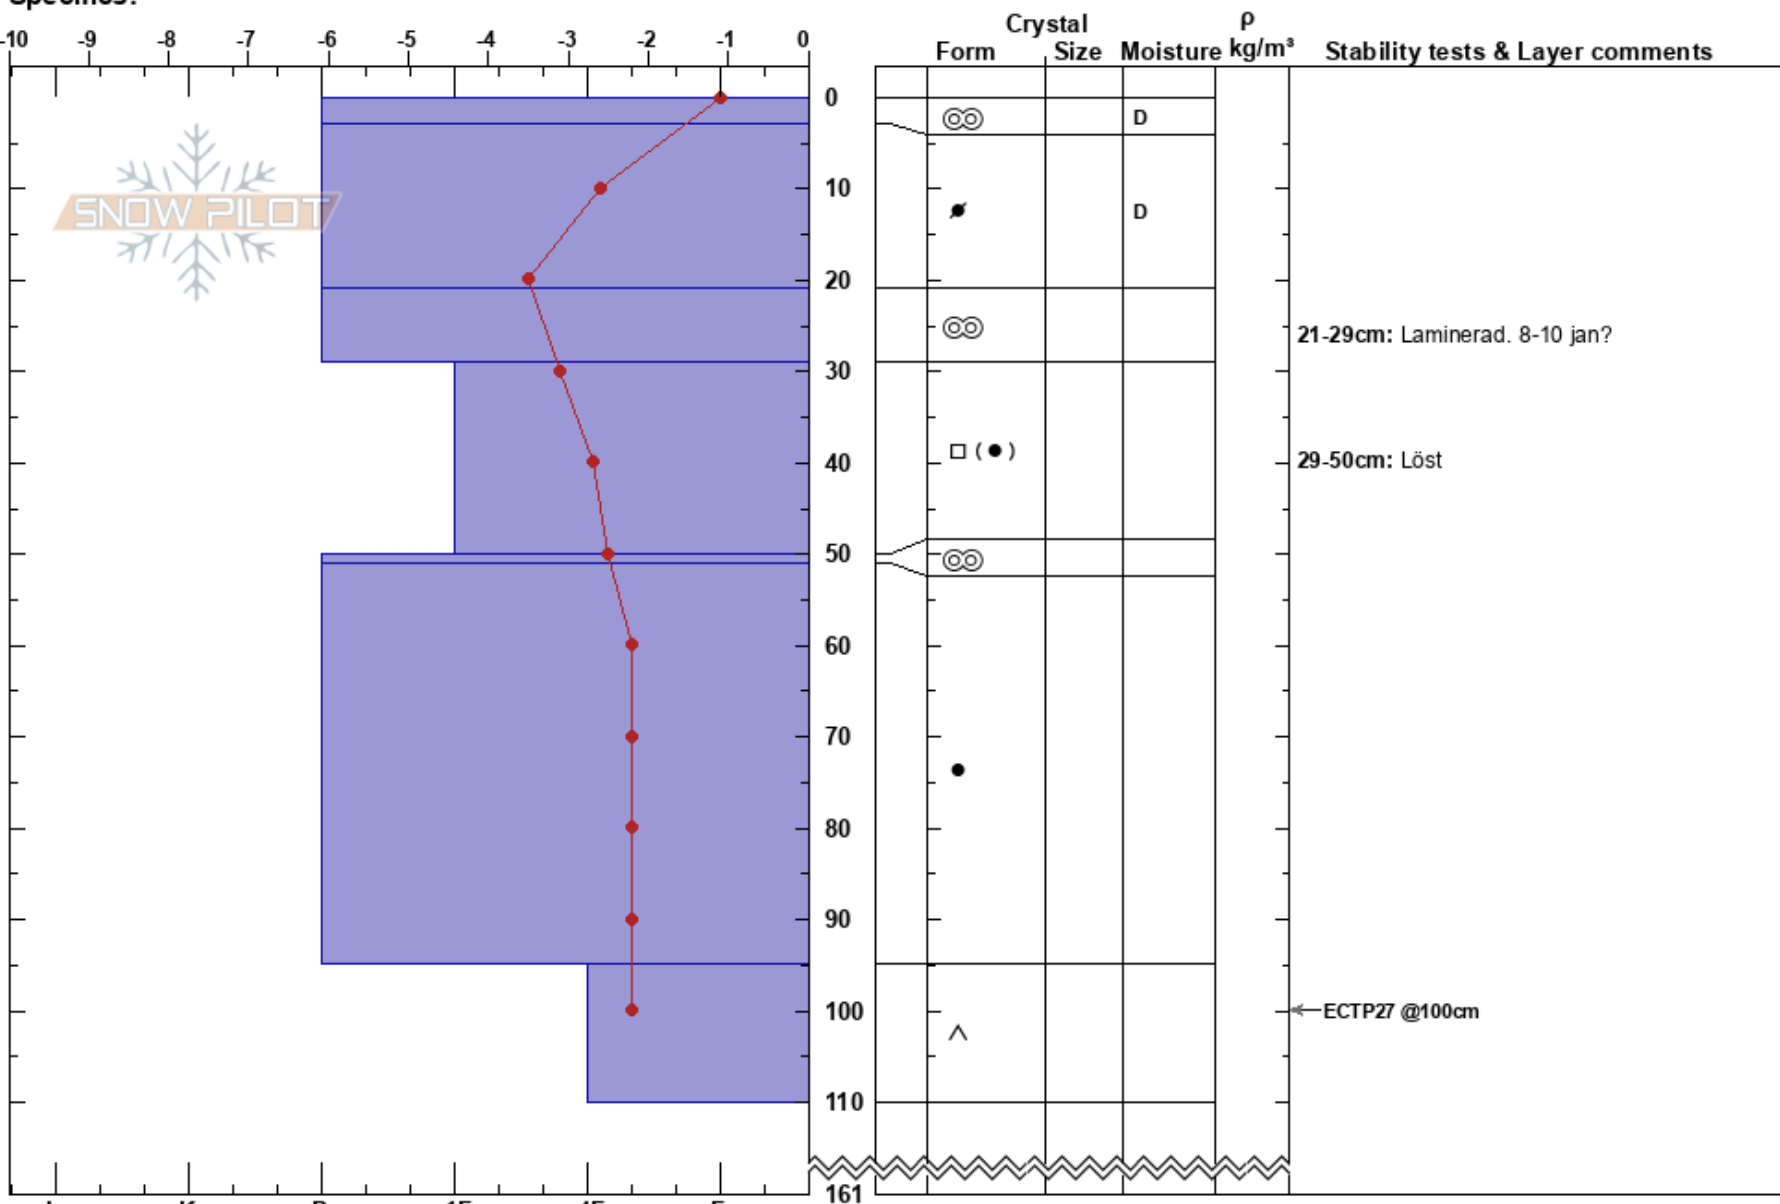 Specifics:
Crystal ρ
-10 -9 -8 -7 -6 -5 -4 -3 -2 -1 0 Form Size Moisture kg/m³ Stability tests & Layer comments
0
D
10
SNOW PILOT D
20
21-29cm: Laminerad. 8-10 jan?
30
40 29-50cm: Löst
50
60
70
80
90
100 ECTP27 @100cm
110
161